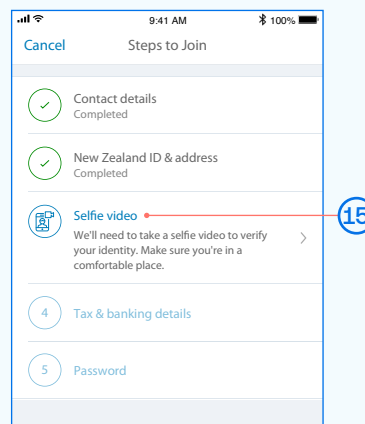 9:41 AM 100%
Cancel Steps to Join
Contact details
Completed
New Zealand ID & address
Completed
Selfie video
15
We'll need to take a selfie video to verify
your identity. Make sure you're in a
comfortable place.
4 Tax & banking details
5 Password